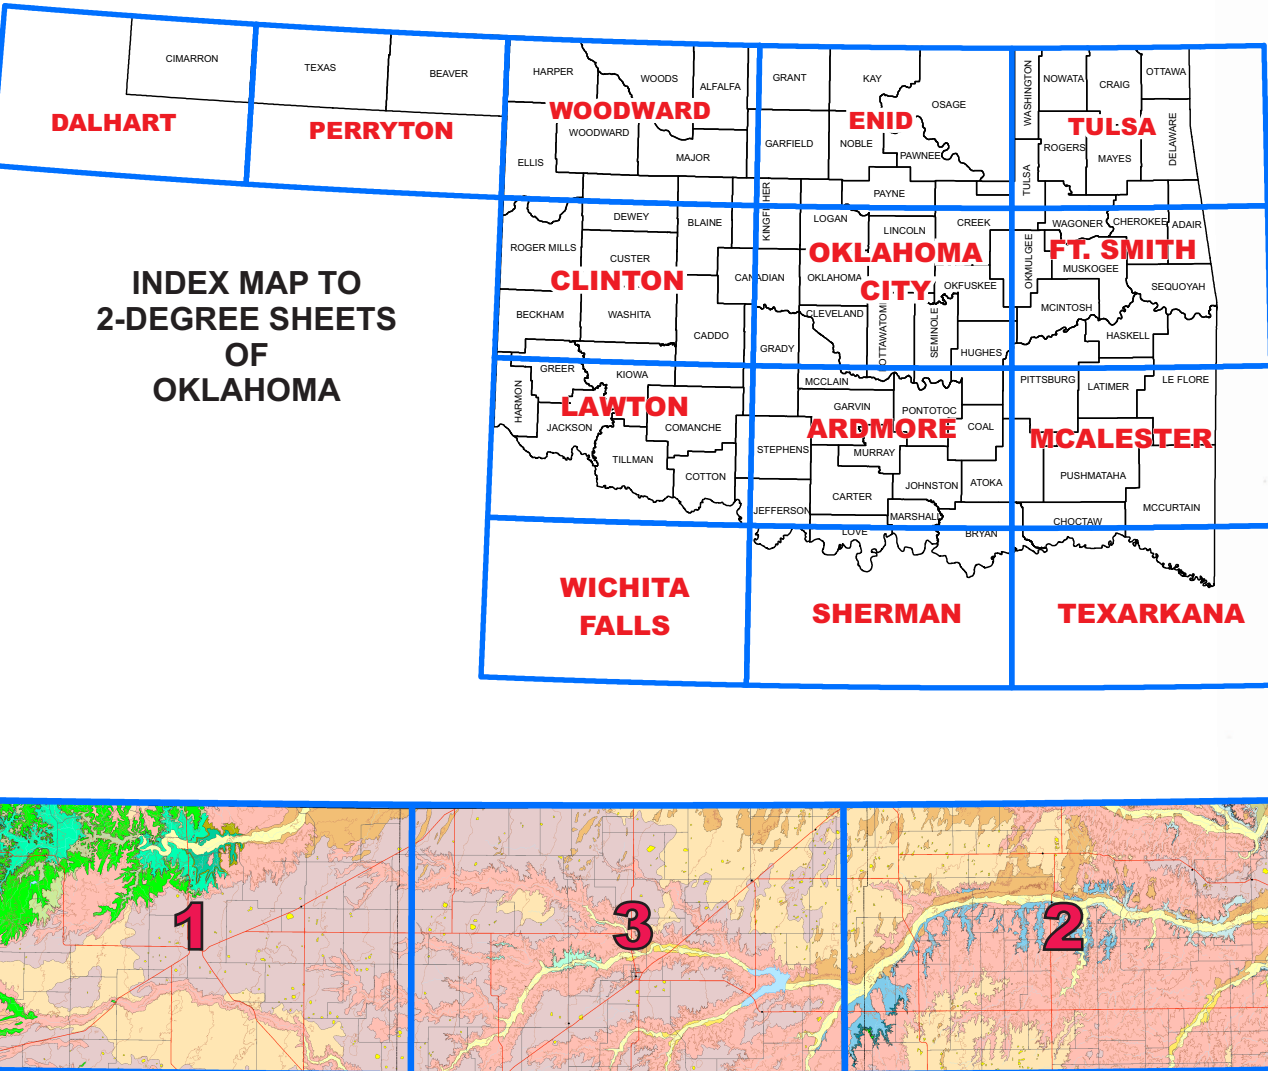 CIMARRON
TEXAS
BEAVER
HARPER
WOODS
ALFALFA
GRANT
KAY
OSAGE
WASHINGTON
NOWATA
CRAIG
OTTAWA
DALHART
PERRYTON
WOODWARD
ENID
TULSA
WOODWARD
ELLIS
MAJOR
GARFIELD
NOBLE
PAWNEE
ROGERS
MAYES
DELAWARE
TULSA
KINGFISHER
PAYNE
DEWEY
BLAINE
LOGAN
LINCOLN
CREEK
WAGONER
CHEROKEE
ADAIR
ROGER MILLS
CUSTER
CLINTON
CANADIAN
OKLAHOMA
CITY
OKLAHOMA
OKFUSKEE
OKMULGEE
FT. SMITH
MUSKOGEE
SEQUOYAH
INDEX MAP TO
2-DEGREE SHEETS
OF
OKLAHOMA
BECKHAM
WASHITA
CADDO
CLEVELAND
OTTAWATOMI
SEMINOLE
MCINTOSH
HASKELL
GRADY
HUGHES
GREER
KIOWA
HARMON
MCCLAIN
PITTSBURG
LATIMER
LE FLORE
LAWTON
JACKSON
COMANCHE
GARVIN
PONTOTOC
ARDMORE
COAL
MCALESTER
TILLMAN
COTTON
STEPHENS
MURRAY
CARTER
JOHNSTON
ATOKA
PUSHMATAHA
MCCURTAIN
JEFFERSON
MARSHALL
LOVE
BRYAN
CHOCTAW
WICHITA
FALLS
SHERMAN
TEXARKANA
1
3
2